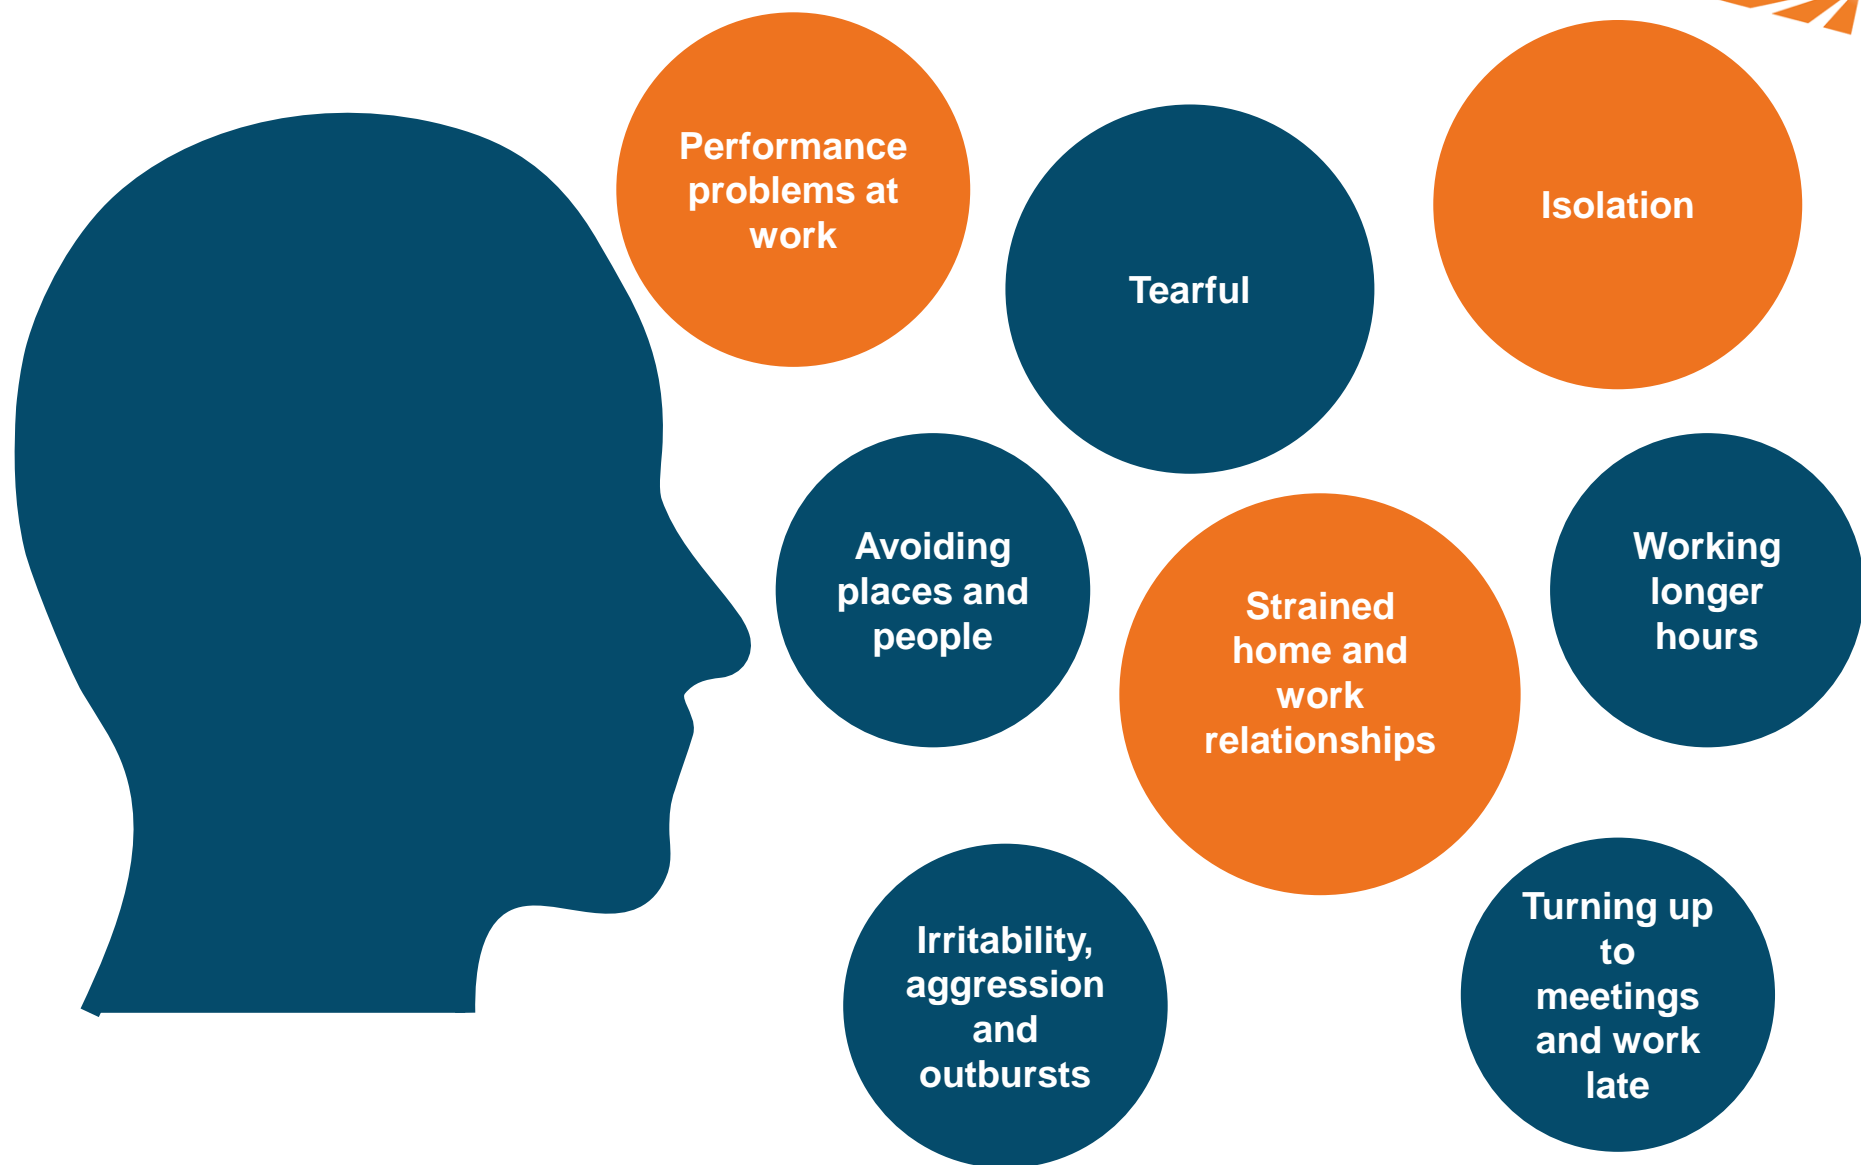 Performance
problems at
work
Tearful
Isolation
Avoiding
places and
people
Strained
home and
work
relationships
Working
longer
hours
Irritability,
aggression
and
outbursts
Turning up
to
meetings
and work
late